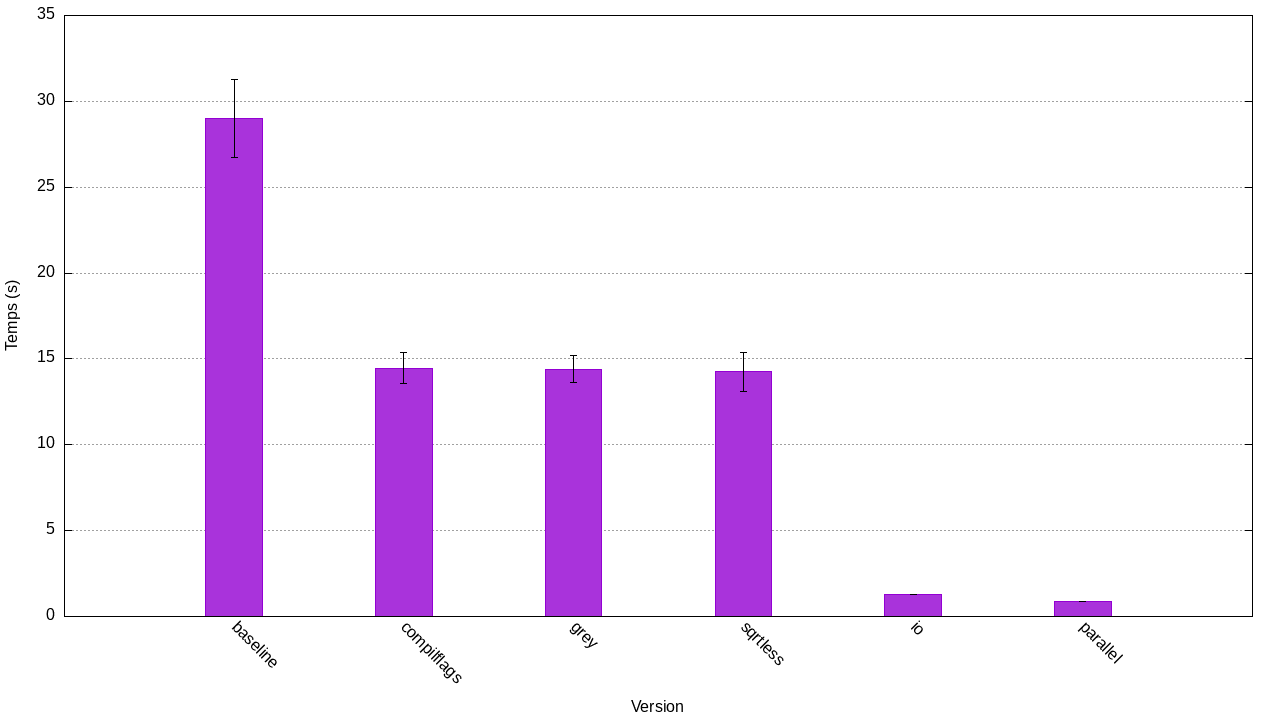 35
30
25
20
15
10
5
0
Temps (s)
baseline
compilflags
grey
sqrtless
io
parallel
Version